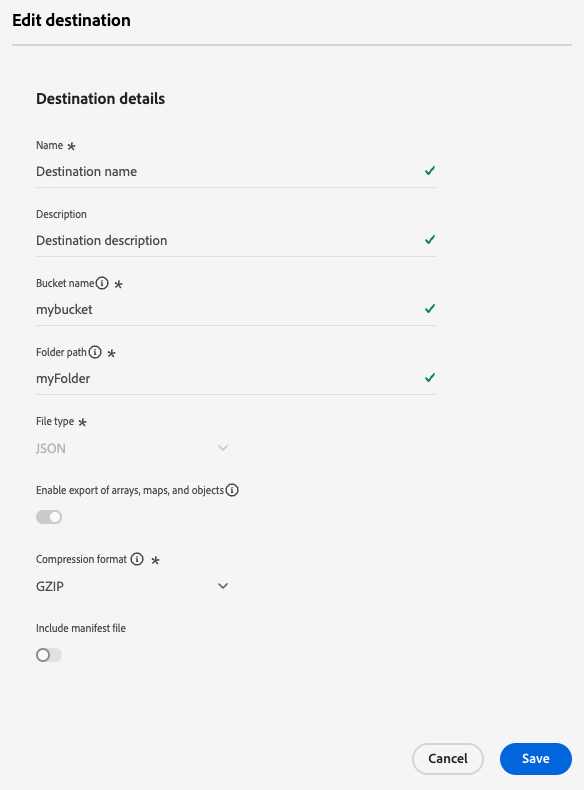 Edit destination
Destination details
Name *
Destination name
Description
Destination description
Bucket name *
mybucket
Folder path *
myFolder
File type *
JSON
Enable export of arrays, maps, and objects
Compression format *
GZIP
Include manifest file
Cancel Save